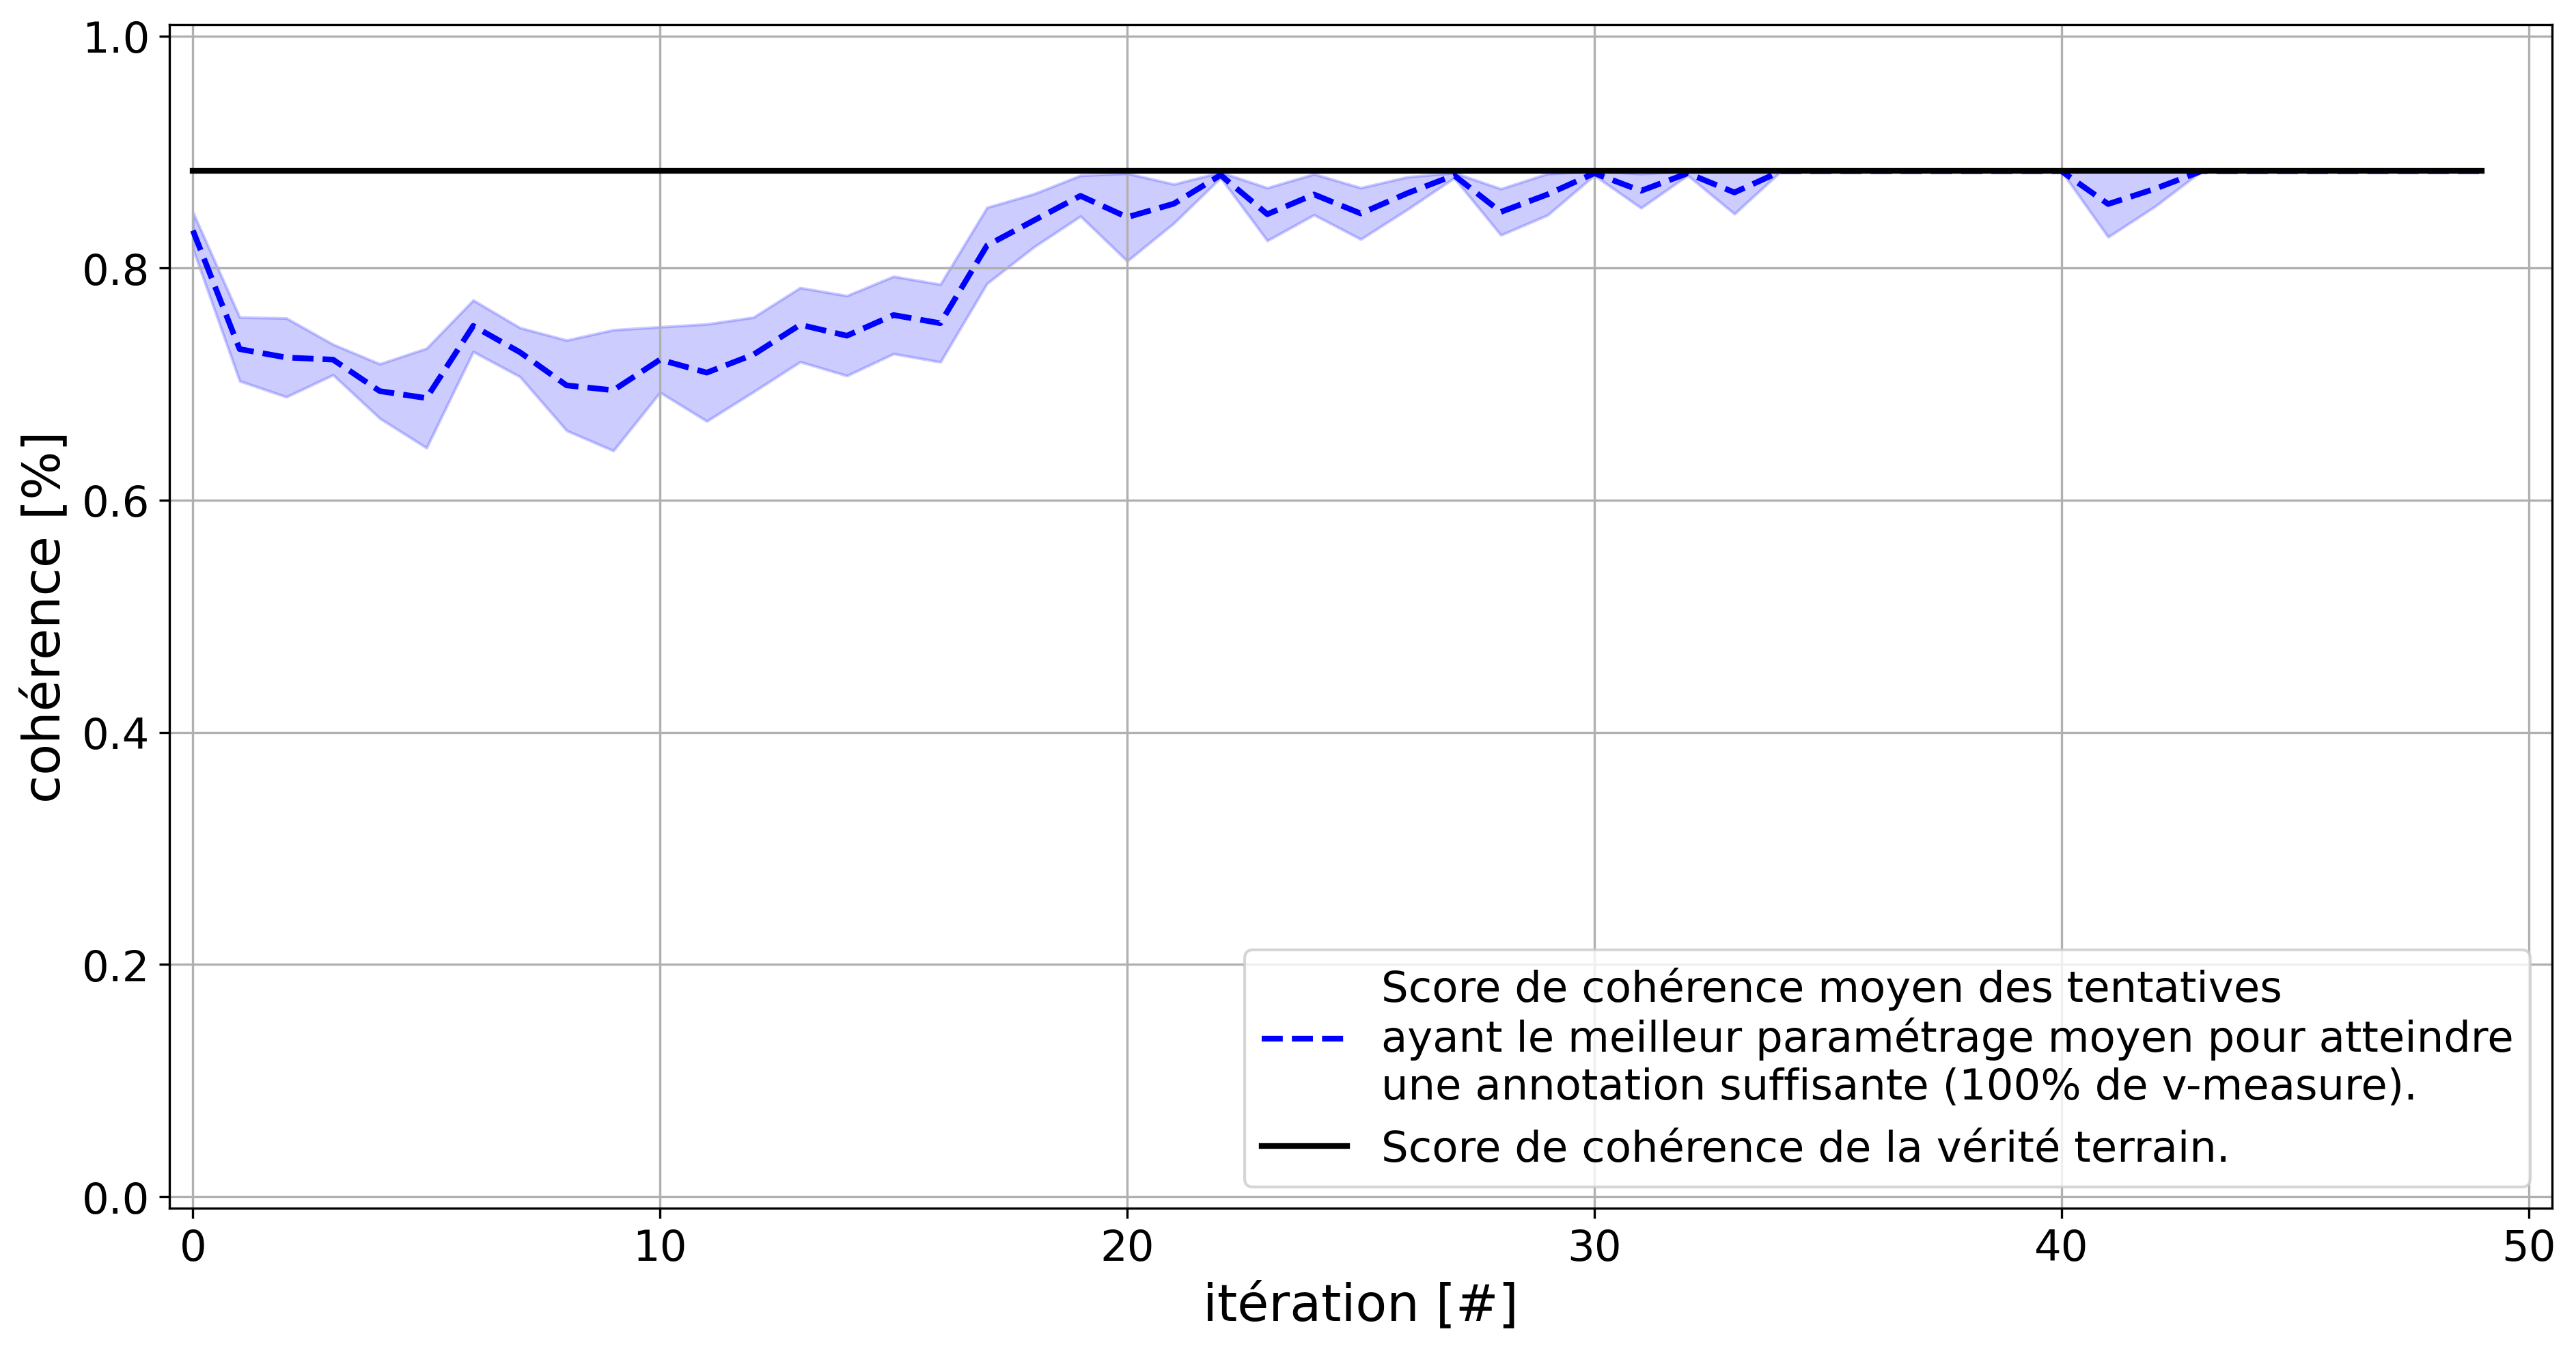 1.0
0.8
0.6
0.4
0.2
0.0
cohérence [%]
0 10 20 30 40 50
itération [#]
Score de cohérence moyen des tentatives
ayant le meilleur paramétrage moyen pour atteindre
une annotation suffisante (100% de v-measure).
Score de cohérence de la vérité terrain.